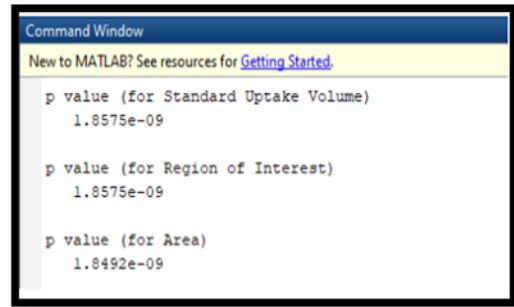 Command Window
New to MATLAB? See resources for Getting Started.
p value (for Standard Uptake Volume)
1.8575e-09
p value (for Region of Interest)
1.8575e-09
p value (for Area)
1.8492e-09